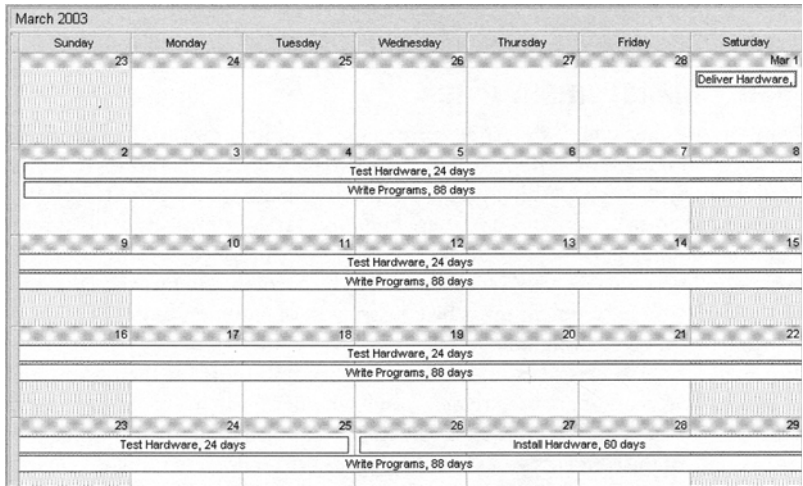 March 2003
Sunday Monday Tuesday Wednesday Thursday Friday Saturday
23 24 25 26 27 28 Mar 1
Deliver Hardware,
2 3 4 5 6 7 8
Test Hardware, 24 days
Write Programs, 88 days
9 10 11 12 13 14 15
Test Hardware, 24 days
Write Programs, 88 days
16 17 18 19 20 21 22
Test Hardware, 24 days
Write Programs, 88 days
23 24 25 26 27 28 29
Test Hardware, 24 days Install Hardware, 60 days
Write Programs, 88 days